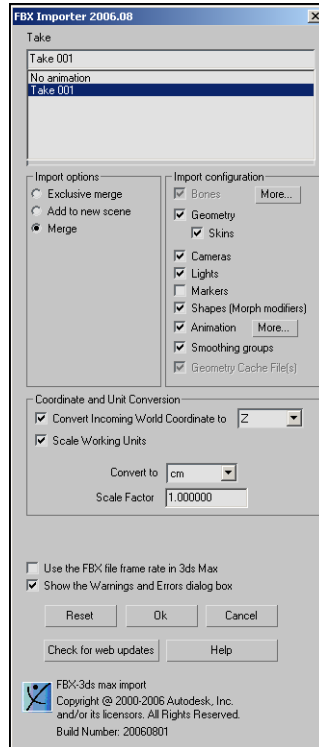 FBX Importer 2006.08
Take
Take 001
No animation
Take 001
Import options
Exclusive merge
Add to new scene
Merge
Import configuration
Bones
More...
Geometry
Skins
Cameras
Lights
Markers
Shapes (Morph modifiers)
Animation
More...
Smoothing groups
Geometry Cache File(s)
Coordinate and Unit Conversion
Convert Incoming World Coordinate to
Z
Scale Working Units
Convert to
cm
Scale Factor
1.000000
Use the FBX file frame rate in 3ds Max
Show the Warnings and Errors dialog box
Reset
Ok
Cancel
Check for web updates
Help
FBX-3ds max import
Copyright @ 2000-2006 Autodesk, Inc.
and/or its licensors. All Rights Reserved.
Build Number: 20060801